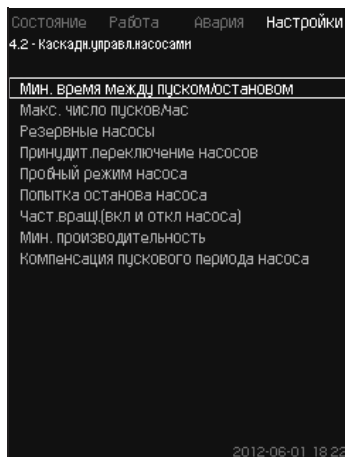 Состояние Работа Авария Настройки
4.2 - Каскадн.управл.насосами
Мин. время между пуском/остановом
Макс. число пусков/час
Резервные насосы
Принудит.переключение насосов
Пробный режим насоса
Попытка останова насоса
Част.вращ.(вкл и откл насоса)
Мин. производительность
Компенсация пускового периода насоса
2012-06-01 18:22